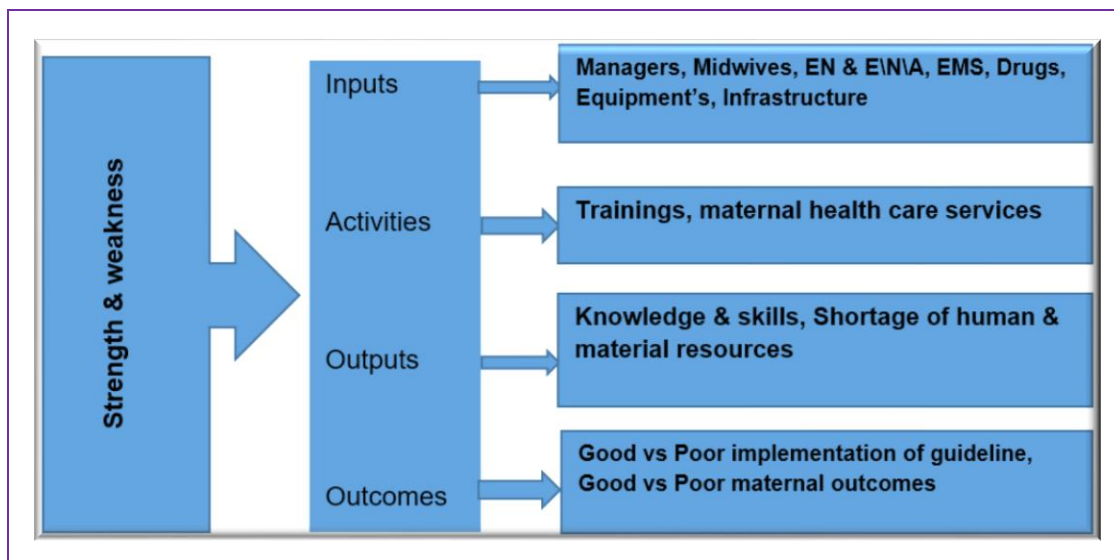 Strength & weakness
Inputs
Managers, Midwives, EN & E\N\A, EMS, Drugs,
Equipment’s, Infrastructure
Activities
Trainings, maternal health care services
Outputs
Knowledge & skills, Shortage of human &
material resources
Outcomes
Good vs Poor implementation of guideline,
Good vs Poor maternal outcomes